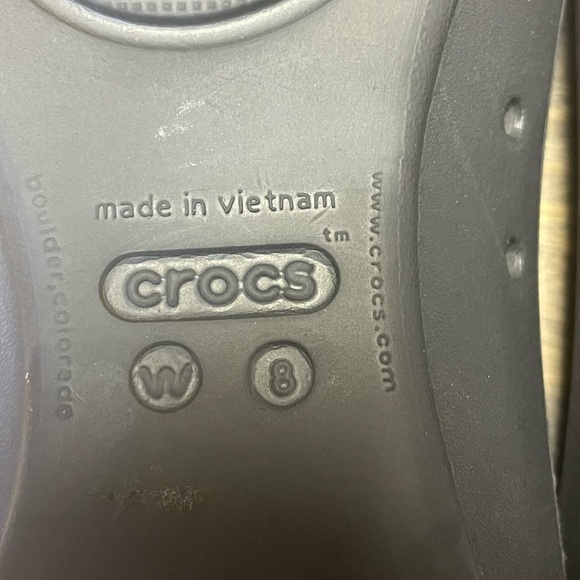 made in vietnam
tm
crocs
W
8
boulder,colorado
www.crocs.com